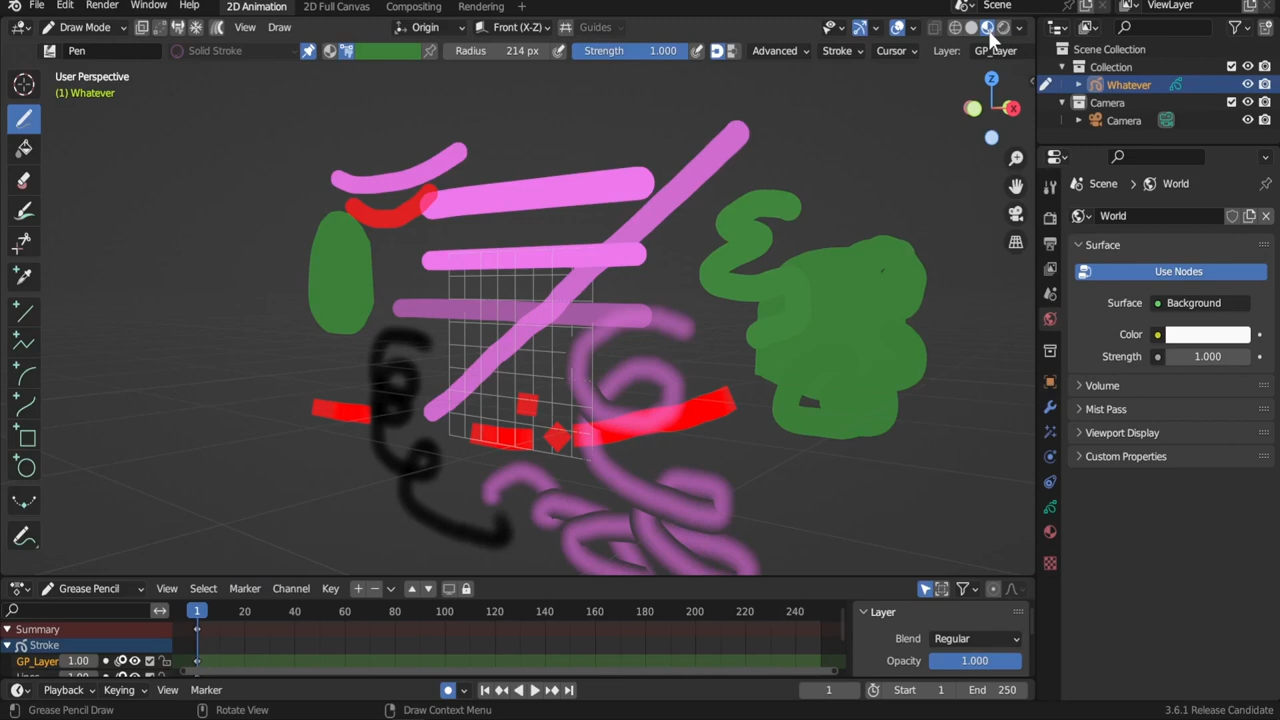 File Edit Render Window Help 2D Animation 2D Full Canvas Compositing Rendering Scene ViewLayer
Draw Mode View Draw Origin Front (X-Z) Guides
Pen Solid Stroke Radius 214 px Strength 1.000 Advanced Stroke Cursor Layer: GP_Layer
User Perspective
(1) Whatever
Z
X
Scene Collection
Collection
Whatever
Camera
Camera
Scene World
World
Surface
Use Nodes
Surface Background
Color
Strength 1.000
Volume
Mist Pass
Viewport Display
Custom Properties
Grease Pencil View Select Marker Channel Key
1 20 40 60 80 100 120 140 160 180 200 220 240
Summary
Stroke
GP_Layer 1.00
Layer
Blend Regular
Opacity 1.000
Playback Keying View Marker 1 Start 1 End 250
Grease Pencil Draw Rotate View Draw Context Menu 3.6.1 Release Candidate